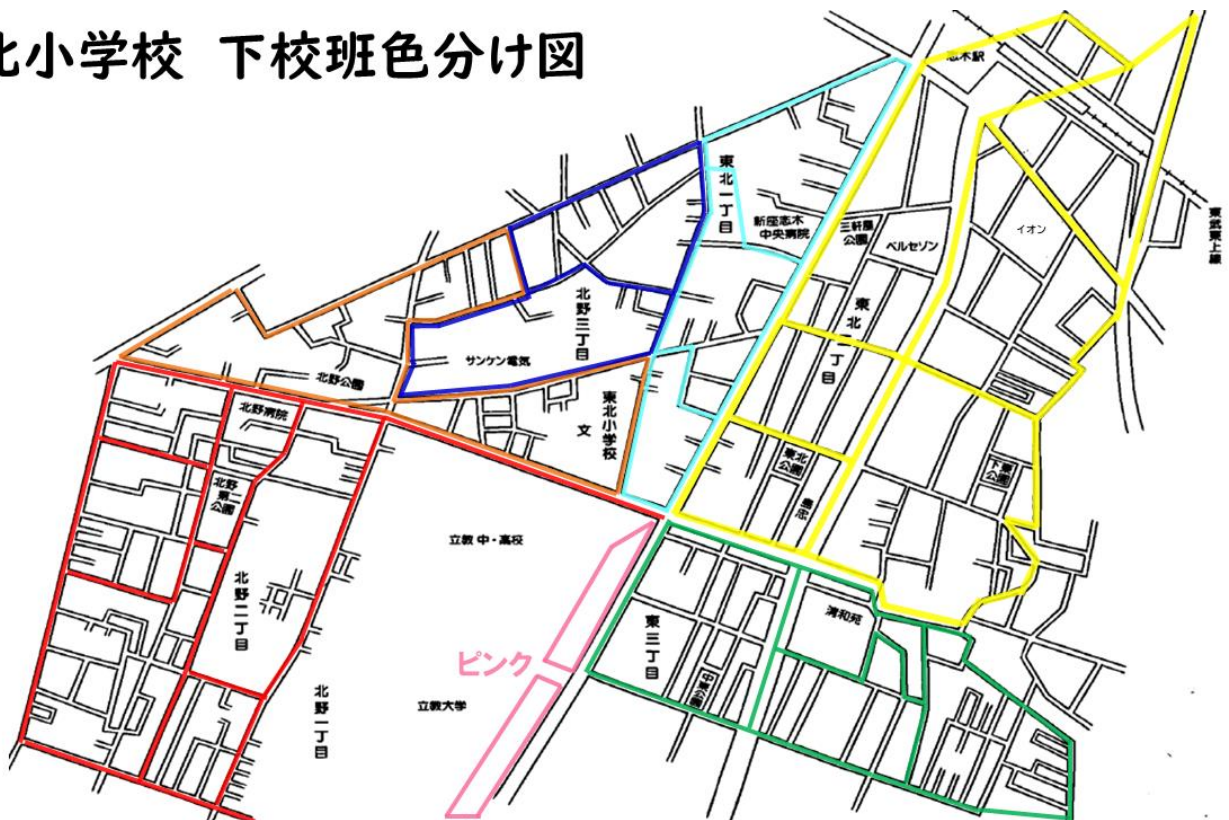 北小学校 下校班色分け図
志木駅
東武東上線
東北一丁目
新座志木
中央病院
三軒屋
公園
ベルセゾン
イオン
東北
丁目
北野三丁目
サンケン電気
北野公園
東北小学校
文
北野病院
北野
第二
公園
東北
公園
島忠
下東
公園
立教 中・高校
北野二丁目
東三丁目
清和苑
ピンク
立教大学
北野一丁目